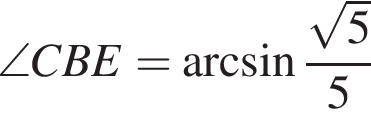 ∠CBE = arcsin √5/5